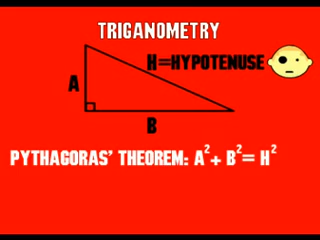 TRIGANOMETRY
H=HYPOTENUSE
A
B
PYTHAGORAS' THEOREM: A²+ B²= H²